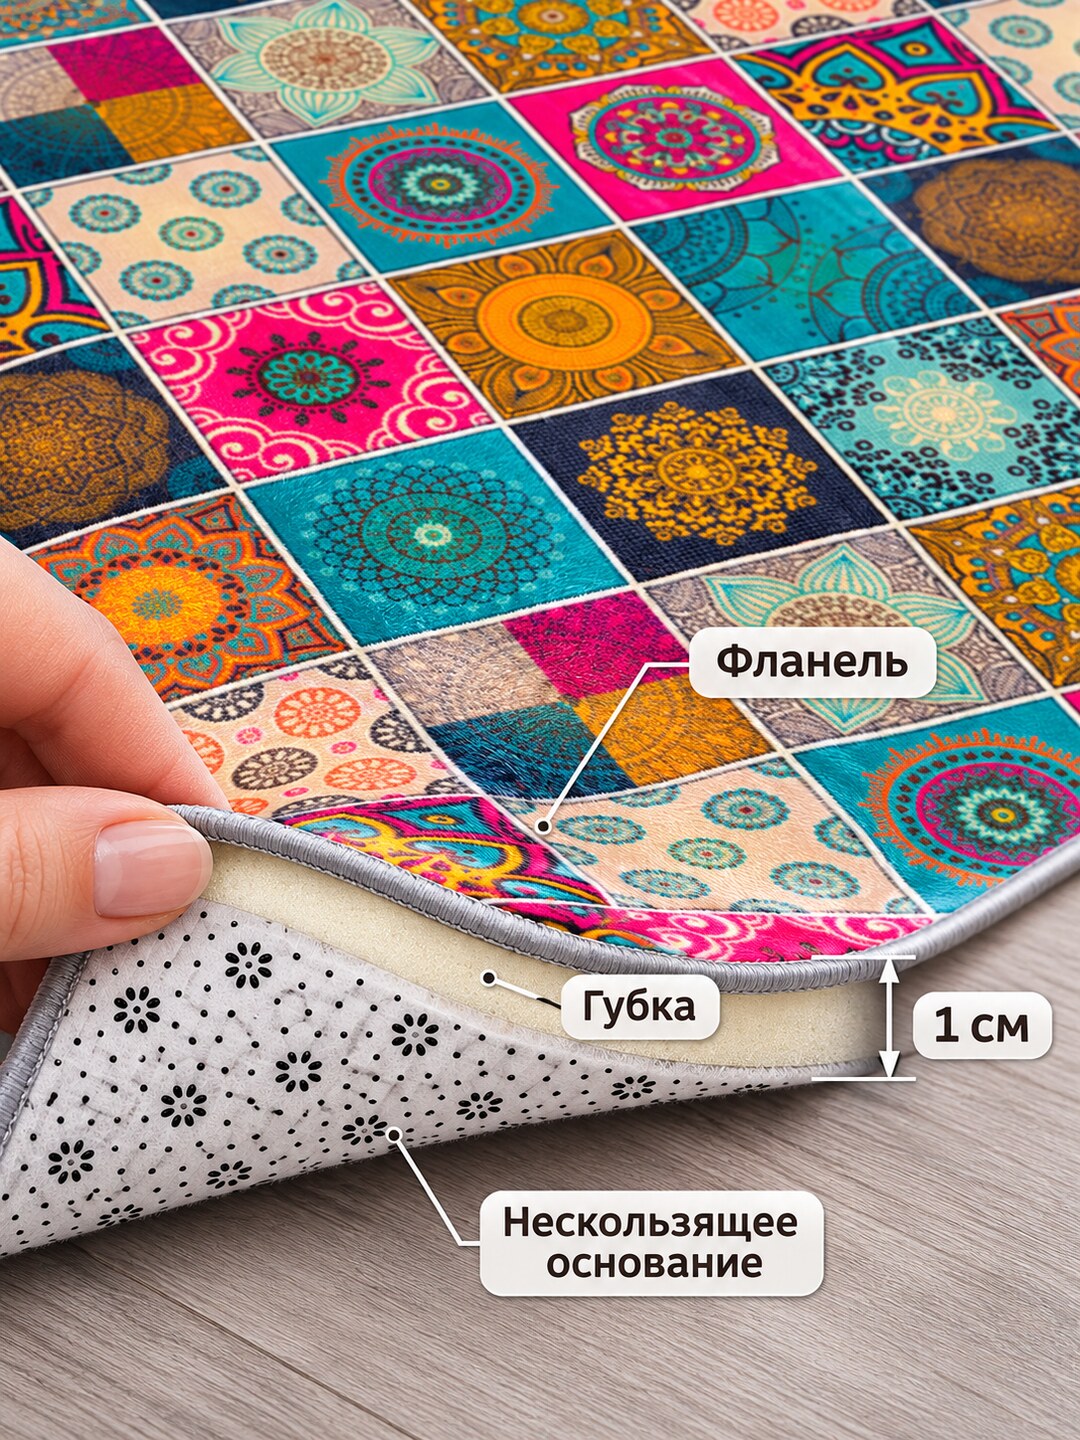 Фланель
Губка
1 см
Нескользящее
основание